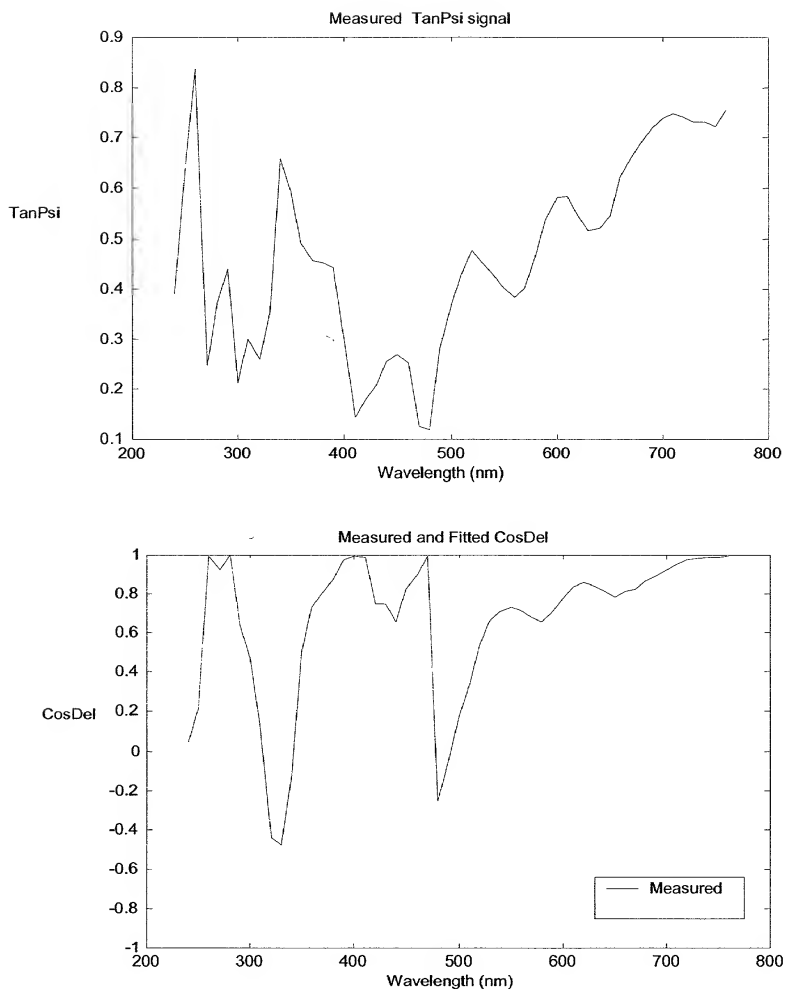 Measured TanPsi signal
0.9
0.8
0.7
0.6
TanPsi
0.5
0.4
0.3
0.2
0.1
200 300 400 500 600 700 800
Wavelength (nm)
Measured and Fitted CosDel
1
0.8
0.6
0.4
CosDel
0.2
0
-0.2
-0.4
-0.6
-0.8
-1
Measured
200 300 400 500 600 700 800
Wavelength (nm)